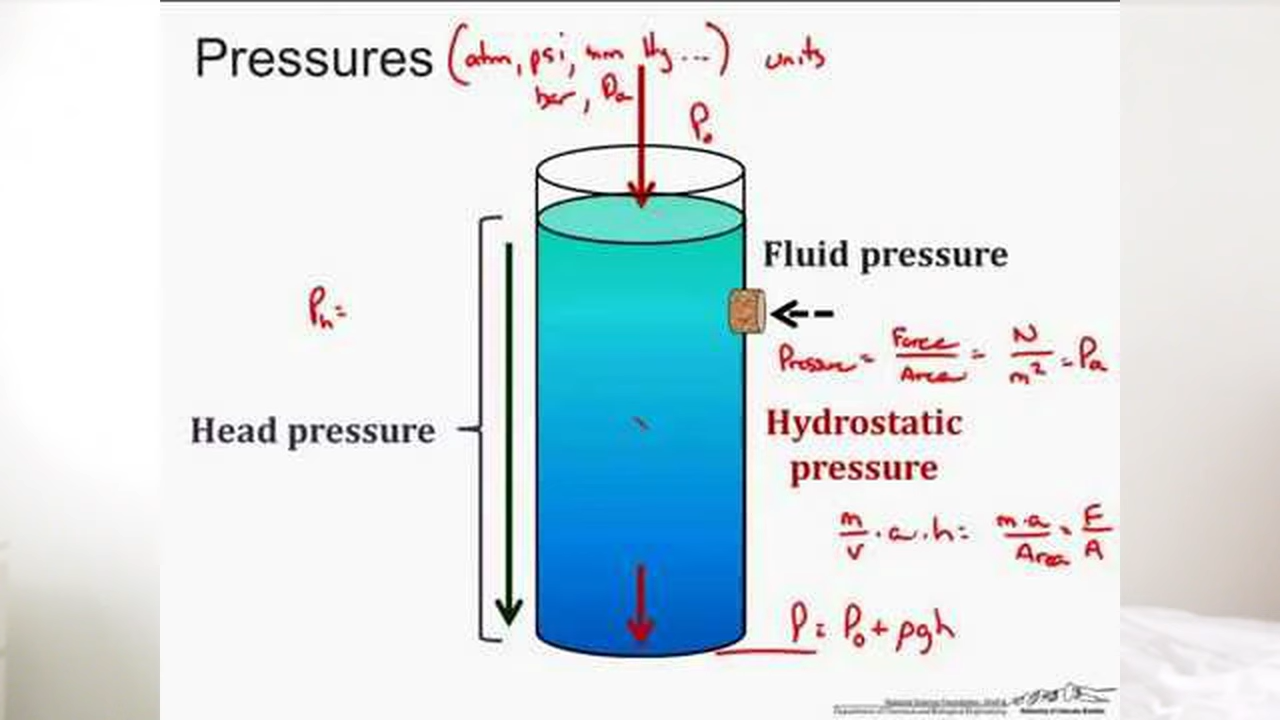 Pressures (atm, psi, mm Hg ...) units
bar, Pa
P₀
Fluid pressure
Pₕ =
Pressure = Force/Area = N/m² = Pa
Head pressure
Hydrostatic
pressure
m/v · a · h = m·a/Area = F/A
P = P₀ + ρgh